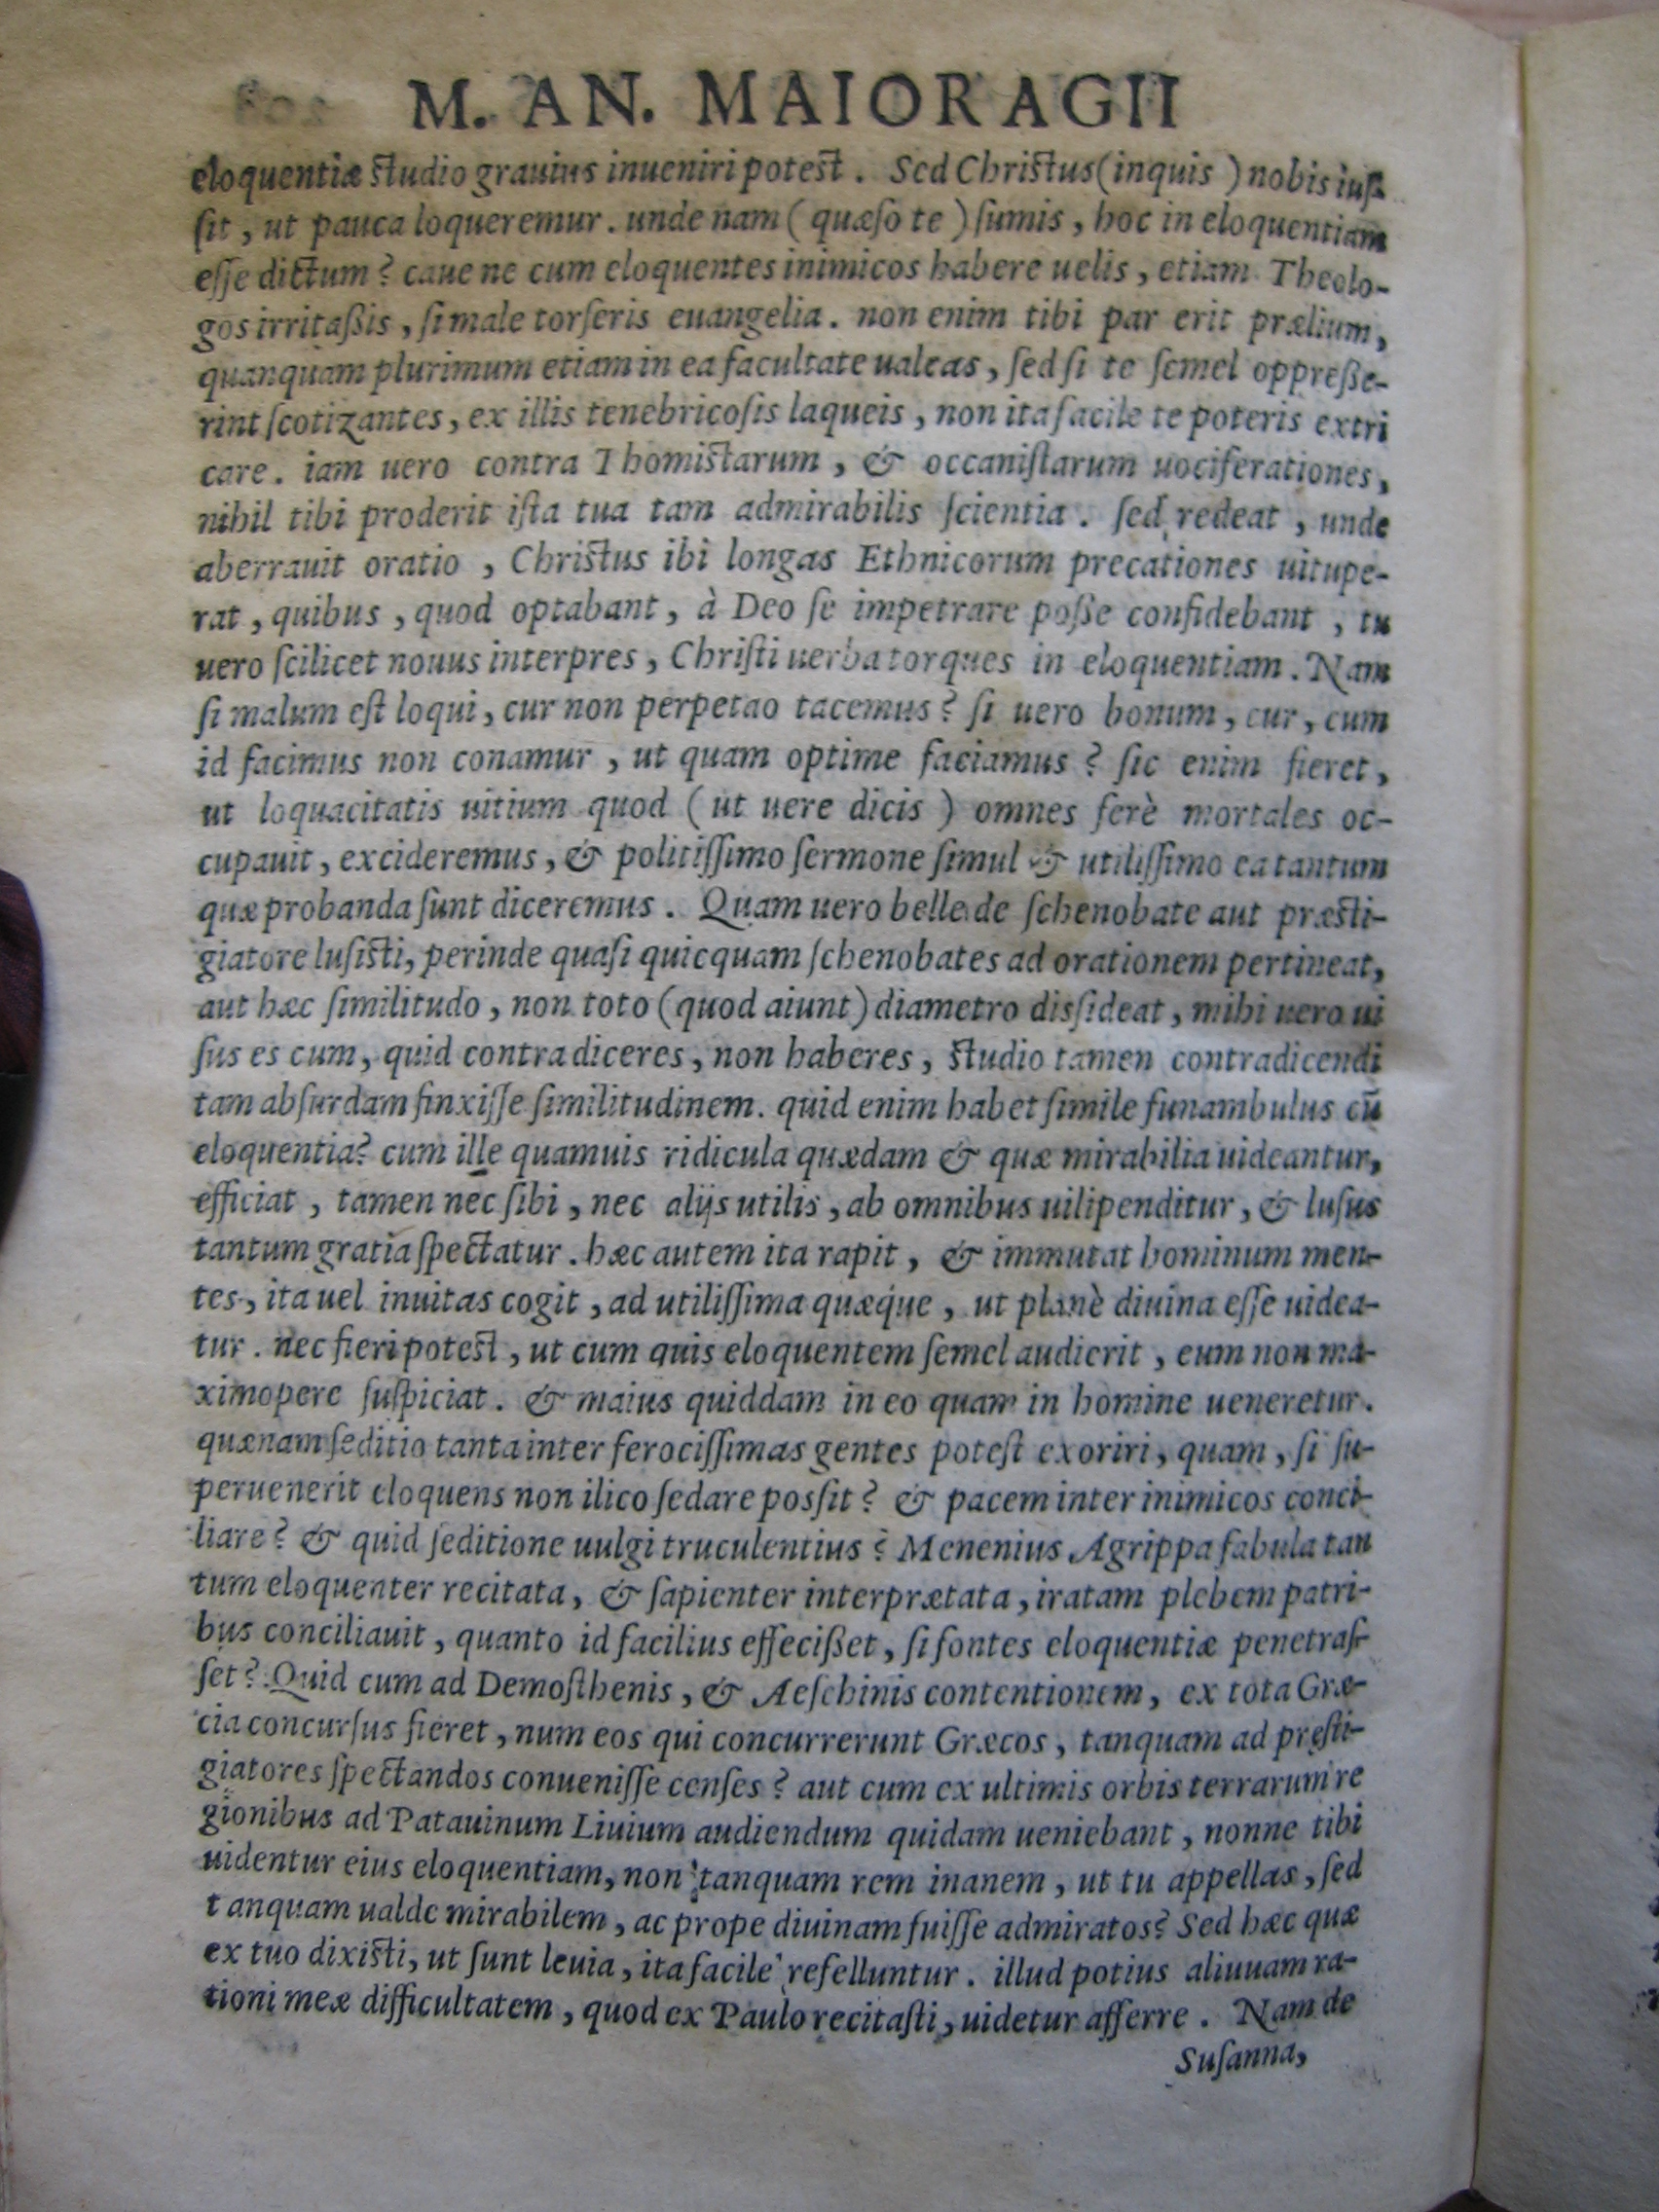 M. AN. MAIORAGII
eloquentiæ ſtudio grauius inueniri poteſt. Sed Chriſtus (inquis) nobis iuſ-
ſit, ut pauca loqueremur. unde nam (quæſo te) ſumis, hoc in eloquentiam
eſſe dictum? caue ne cum eloquentes inimicos habere uelis, etiam Theolo-
gos irritaßis, ſi male torſeris euangelia. non enim tibi par erit prælium,
quanquam plurimum etiam in ea facultate ualeas, ſed ſi te ſemel oppreße-
rint ſcotizantes, ex illis tenebricoſis laqueis, non ita facile te poteris extri
care. iam uero contra Thomiſtarum, & occaniſtarum uociferationes,
nihil tibi proderit iſta tua tam admirabilis ſcientia. ſed redeat, unde
aberrauit oratio, Chriſtus ibi longas Ethnicorum precationes uitupe-
rat, quibus, quod optabant, à Deo ſe impetrare poſſe confidebant, tu
uero ſcilicet nouus interpres, Chriſti uerba torques in eloquentiam. Nam
ſi malum eſt loqui, cur non perpetao tacemus? ſi uero bonum, cur, cum
id facimus non conamur, ut quam optime faciamus? ſic enim fieret,
ut loquacitatis uitium quod (ut uere dicis) omnes ferè mortales oc-
cupauit, excideremus, & politiſſimo ſermone ſimul & utiliſſimo ea tantum
quæ probanda ſunt diceremus. Quam uero belle de ſchenobate aut præſti-
giatore luſiſti, perinde quaſi quicquam ſchenobates ad orationem pertineat,
aut hæc ſimilitudo, non toto (quod aiunt) diametro disſideat, mihi uero ui
ſus es cum, quid contradiceres, non haberes, ſtudio tamen contradicendi
tam abſurdam finxiſſe ſimilitudinem. quid enim habet ſimile funambulus cū
eloquentia? cum ille quamuis ridicula quædam & quæ mirabilia uideantur,
efficiat, tamen nec ſibi, nec alijs utilis, ab omnibus uilipenditur, & luſus
tantum gratia ſpectatur. hæc autem ita rapit, & immutat hominum men-
tes, ita uel inuitas cogit, ad utiliſſima quæque, ut planè diuina eſſe uidea-
tur. nec fieri poteſt, ut cum quis eloquentem ſemel audierit, eum non ma-
ximopere ſuſpiciat. & maius quiddam in eo quam in homine ueneretur.
quænam ſeditio tanta inter ferociſſimas gentes poteſt exoriri, quam, ſi ſu-
peruenerit eloquens non ilico ſedare posſit? & pacem inter inimicos conci-
liare? & quid ſeditione uulgi truculentius? Menenius Agrippa fabula tan
tum eloquenter recitata, & ſapienter interprætata, iratam plebem patri-
bus conciliauit, quanto id facilius effecißet, ſi fontes eloquentiæ penetraſ-
ſet? Quid cum ad Demoſthenis, & Aeſchinis contentionem, ex tota Græ-
cia concurſus fieret, num eos qui concurrerunt Græcos, tanquam ad pręſti-
giatores ſpectandos conueniſſe cenſes? aut cum ex ultimis orbis terrarum re
gionibus ad Patauinum Liuium audiendum quidam ueniebant, nonne tibi
uidentur eius eloquentiam, non tanquam rem inanem, ut tu appellas, ſed
tanquam ualde mirabilem, ac prope diuinam fuiſſe admiratos? Sed hæc quæ
ex tuo dixiſti, ut ſunt leuia, ita facile refelluntur. illud potius aliuuam ra-
tioni meæ difficultatem, quod ex Paulo recitaſti, uidetur afferre. Nam de
Suſanna,